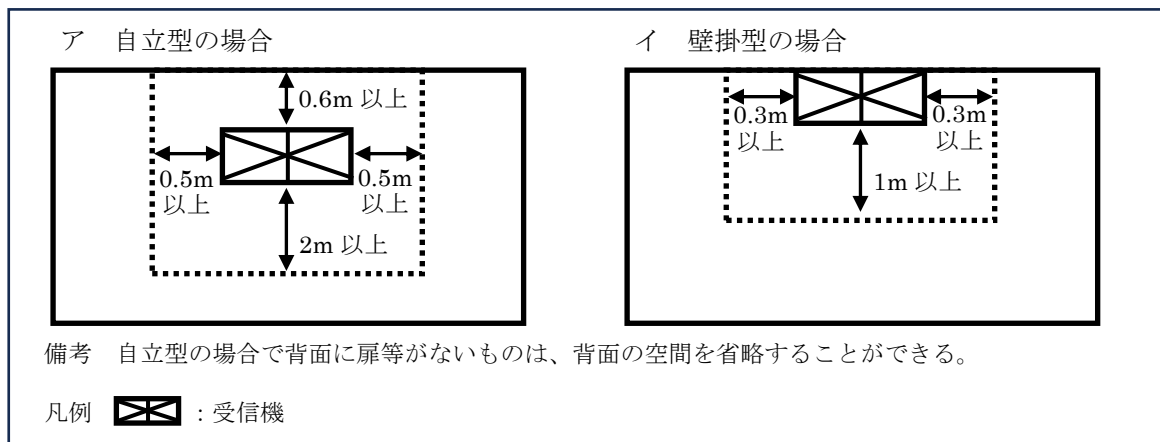 ア 自立型の場合
0.6m 以上
0.5m
以上
0.5m
以上
2m 以上
イ 壁掛型の場合
0.3m
以上
0.3m
以上
1m 以上
備考 自立型の場合で背面に扉等がないものは、背面の空間を省略することができる。
凡例 :受信機